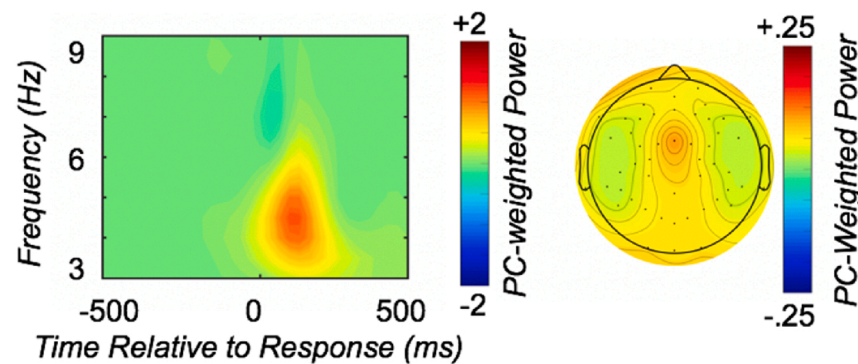 +2
+.25
9
6
3
Frequency (Hz)
PC-weighted Power
PC-Weighted Power
-2
-.25
-500
0
500
Time Relative to Response (ms)